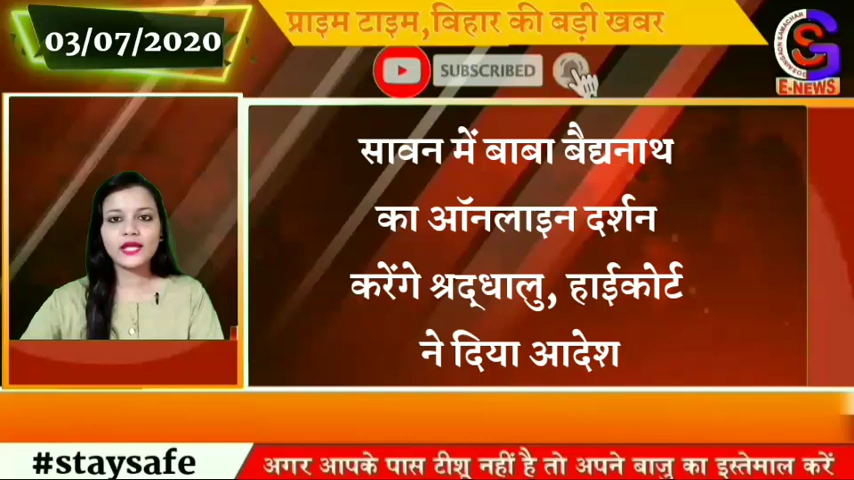 03/07/2020
प्राइम टाइम,बिहार की बड़ी खबर
SUBSCRIBED
SG
E-NEWS
सावन में बाबा बैद्यनाथ
का ऑनलाइन दर्शन
करेंगे श्रद्धालु, हाईकोर्ट
ने दिया आदेश
#staysafe
अगर आपके पास टीशू नहीं है तो अपने बाजु का इस्तेमाल करें